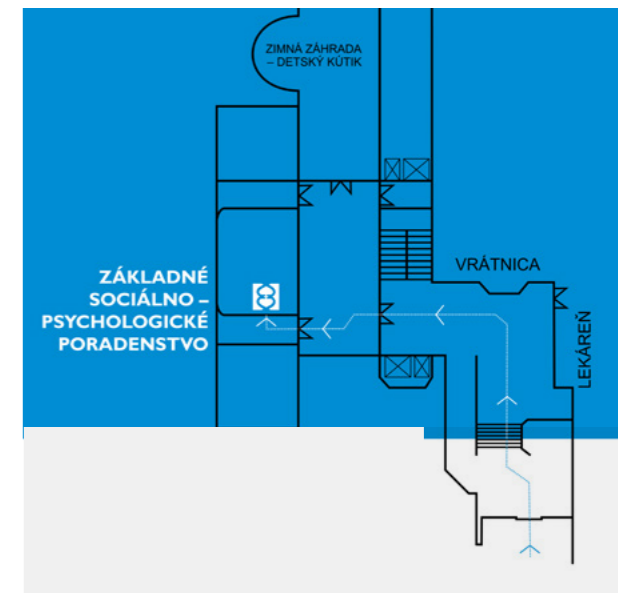 ZIMNÁ ZÁHRADA
– DETSKÝ KÚTIK
VRÁTNICA
ZÁKLADNÉ
SOCIÁLNO –
PSYCHOLOGICKÉ
PORADENSTVO
LEKÁREŇ